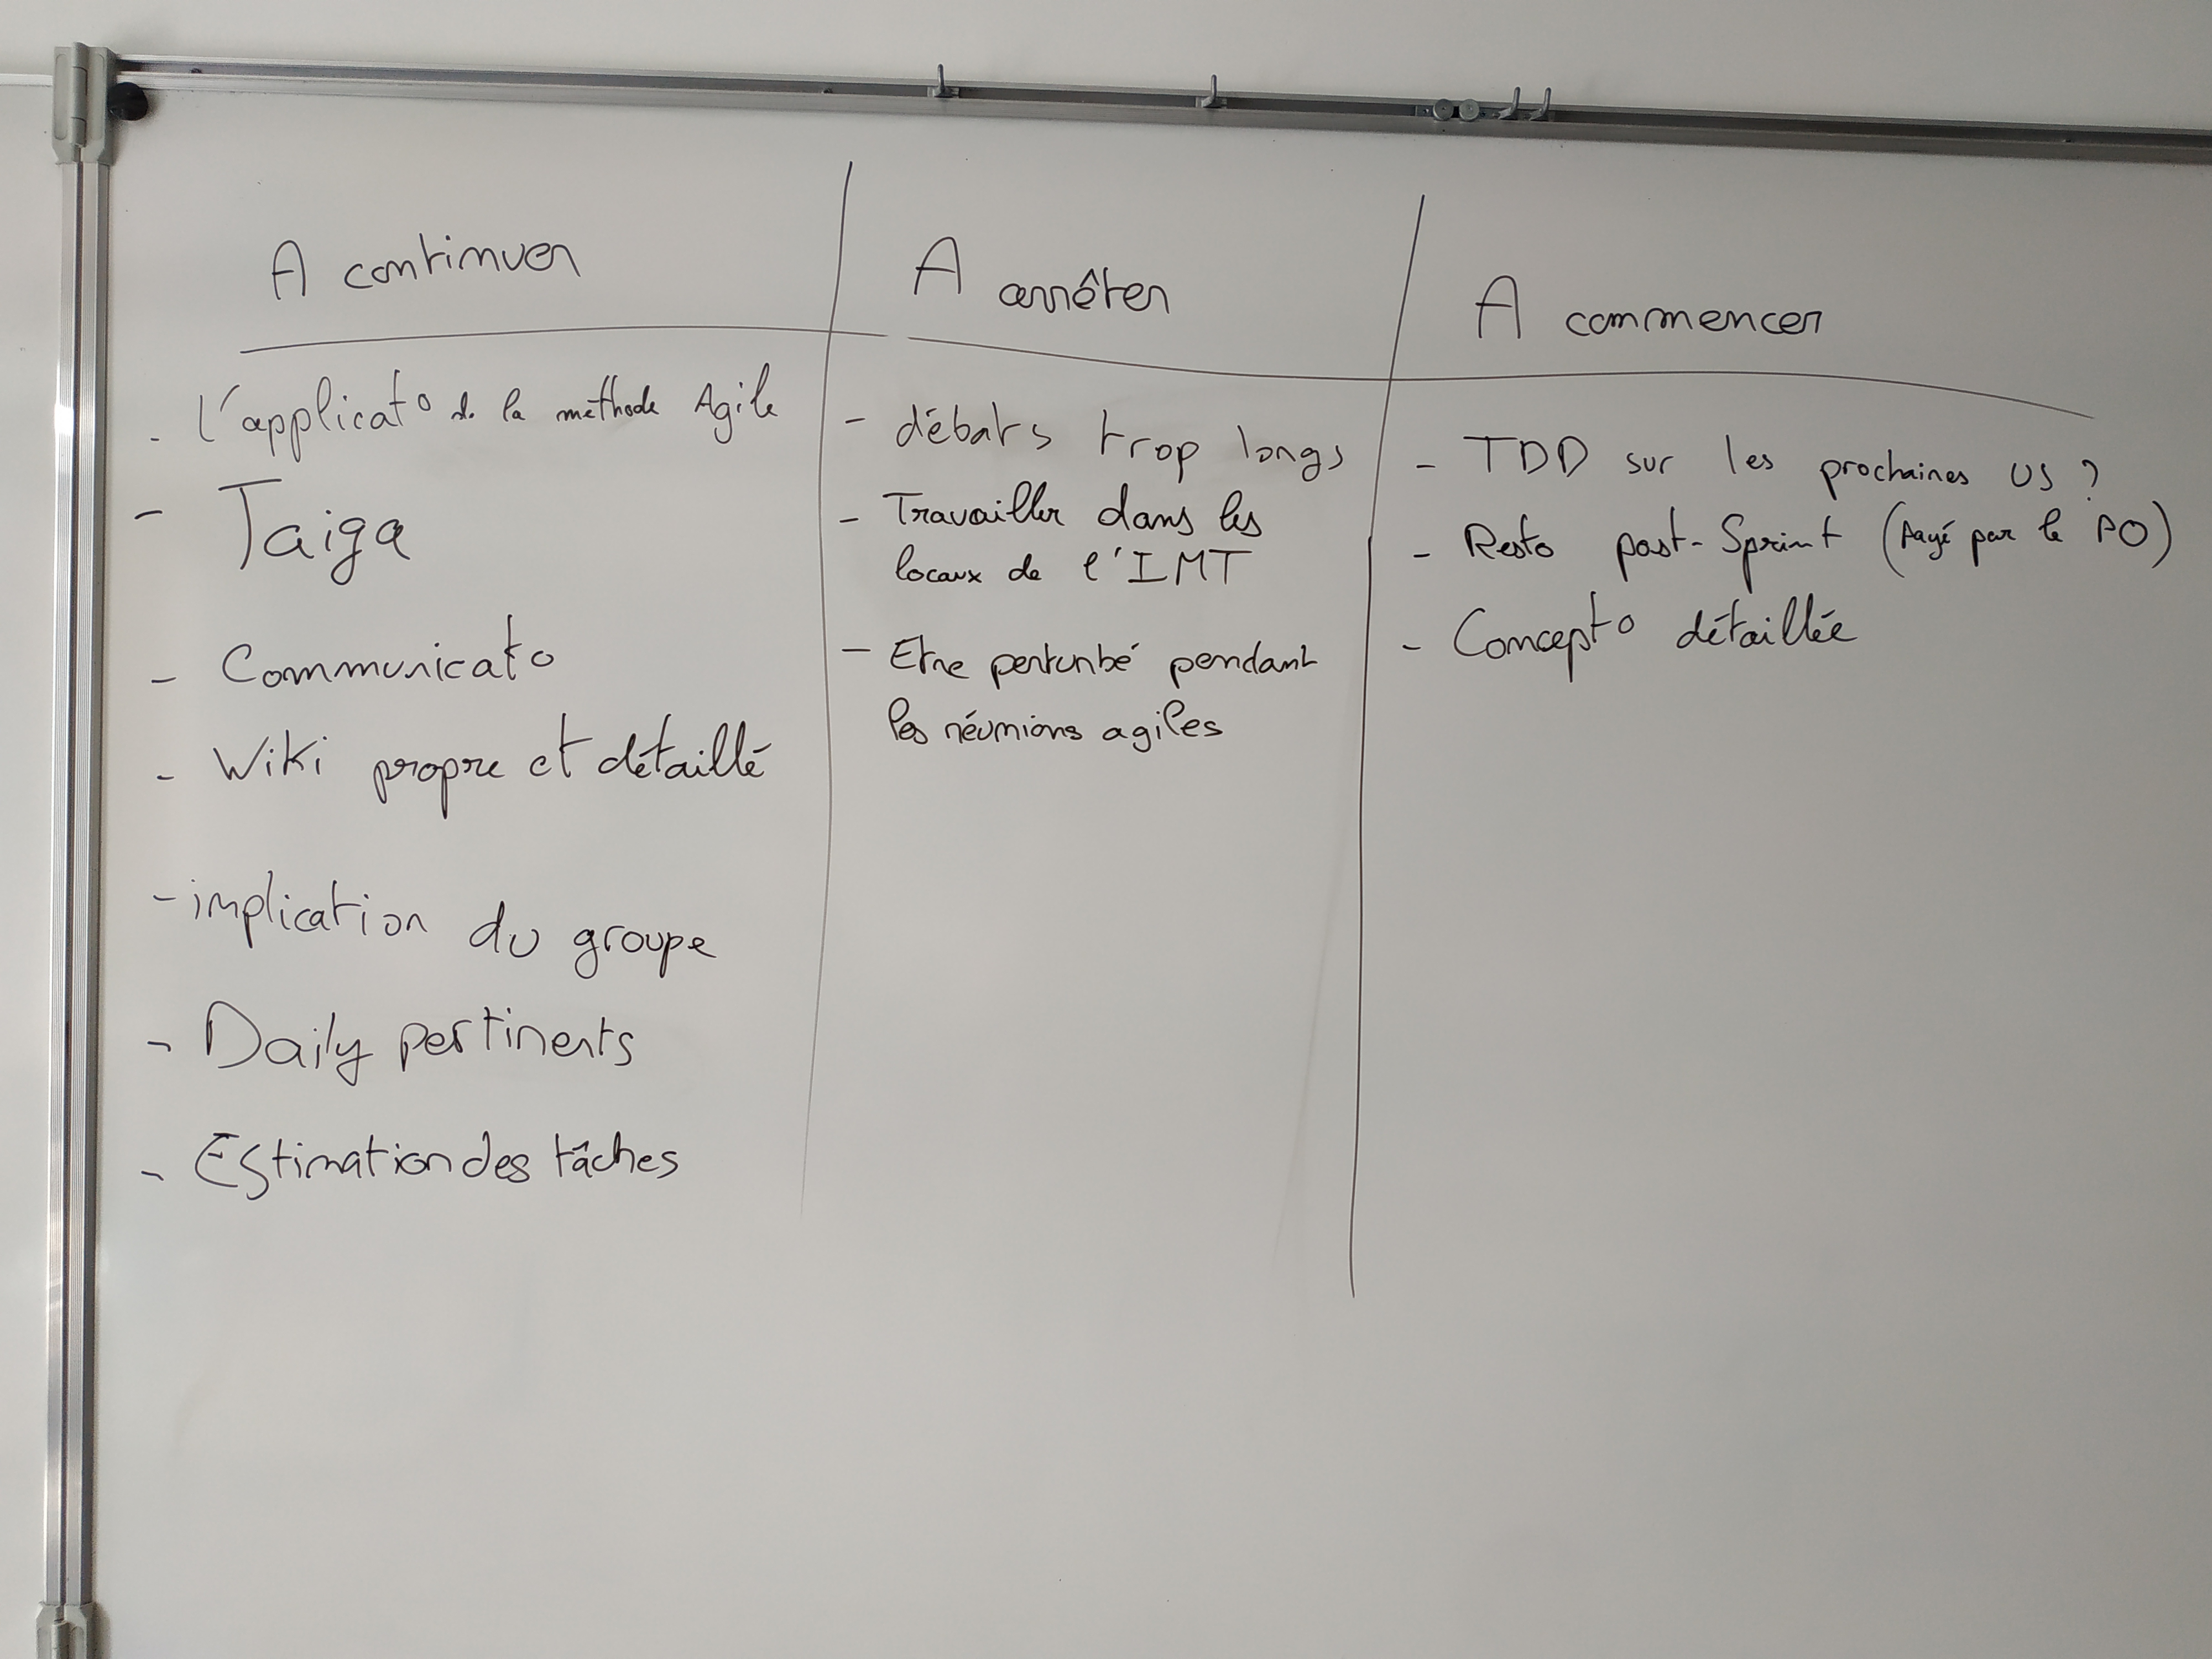 A continuer
- L'applicat° de la méthode Agile
- Taiga
- Communicat°
- Wiki propre et détaillé
- implication du groupe
- Daily pertinents
- Estimation des tâches
A arrêter
- débats trop longs
- Travailler dans les
locaux de l'IMT
- Etre perturbé pendant
les réunions agiles
A commencer
- TDD sur les prochaines US ?
- Resto post-Sprint (Payé par le PO)
- Concept° détaillée